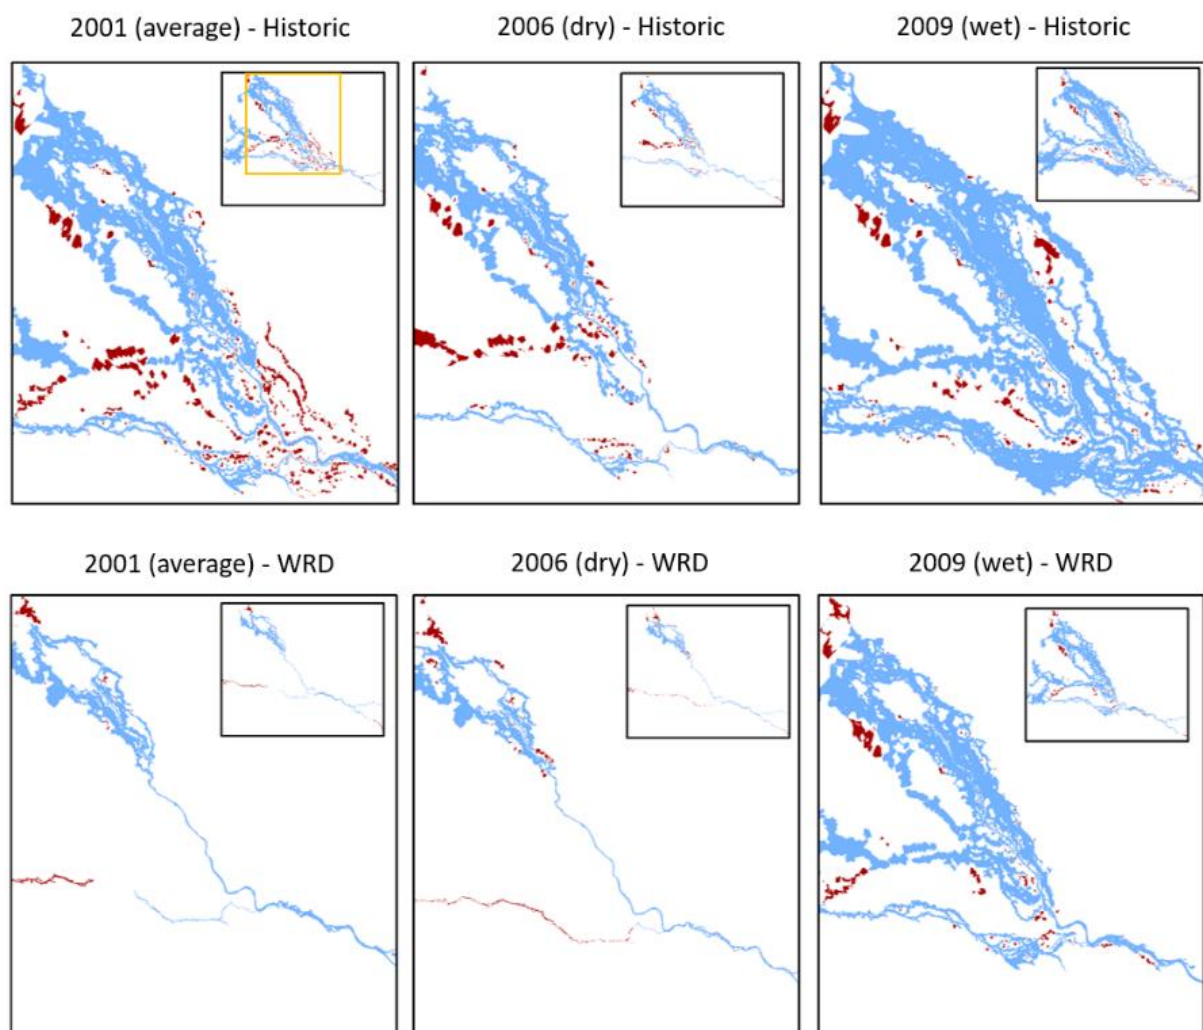 2001 (average) - Historic
2006 (dry) - Historic
2009 (wet) - Historic
2001 (average) - WRD
2006 (dry) - WRD
2009 (wet) - WRD